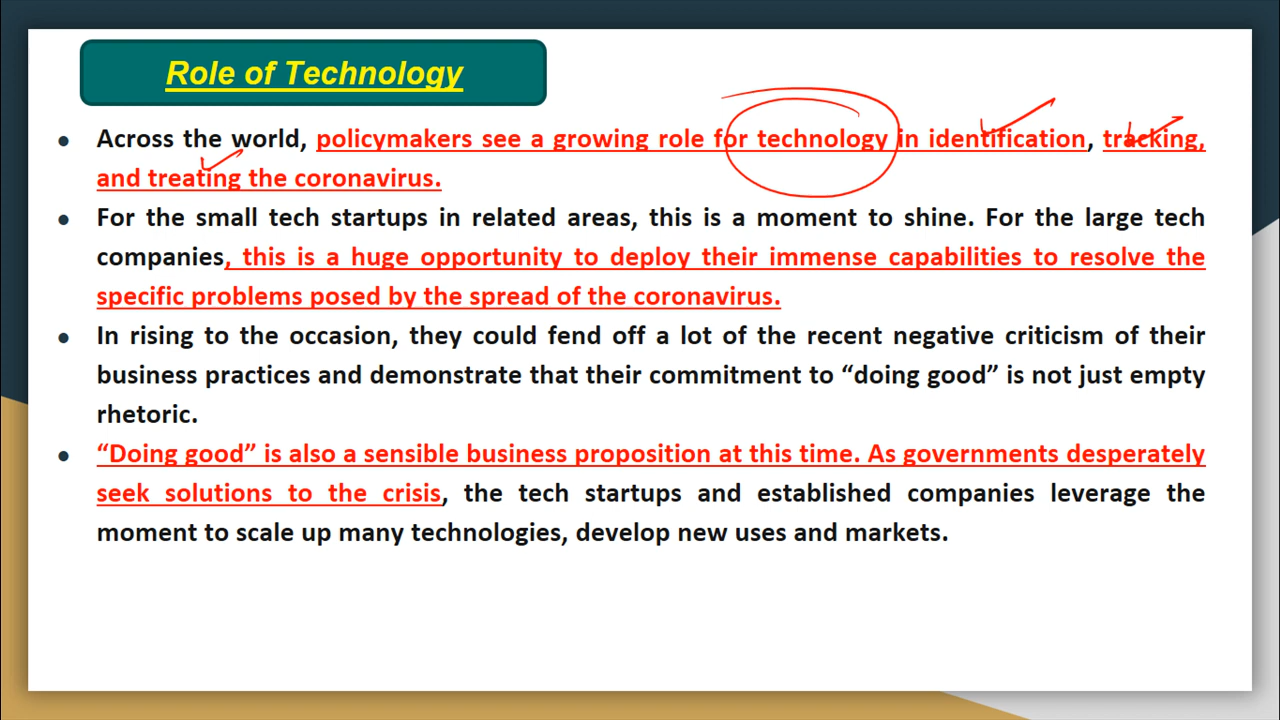 Role of Technology
Across the world, policymakers see a growing role for technology in identification, tracking,
and treating the coronavirus.
For the small tech startups in related areas, this is a moment to shine. For the large tech
companies, this is a huge opportunity to deploy their immense capabilities to resolve the
specific problems posed by the spread of the coronavirus.
In rising to the occasion, they could fend off a lot of the recent negative criticism of their
business practices and demonstrate that their commitment to “doing good” is not just empty
rhetoric.
“Doing good” is also a sensible business proposition at this time. As governments desperately
seek solutions to the crisis, the tech startups and established companies leverage the
moment to scale up many technologies, develop new uses and markets.